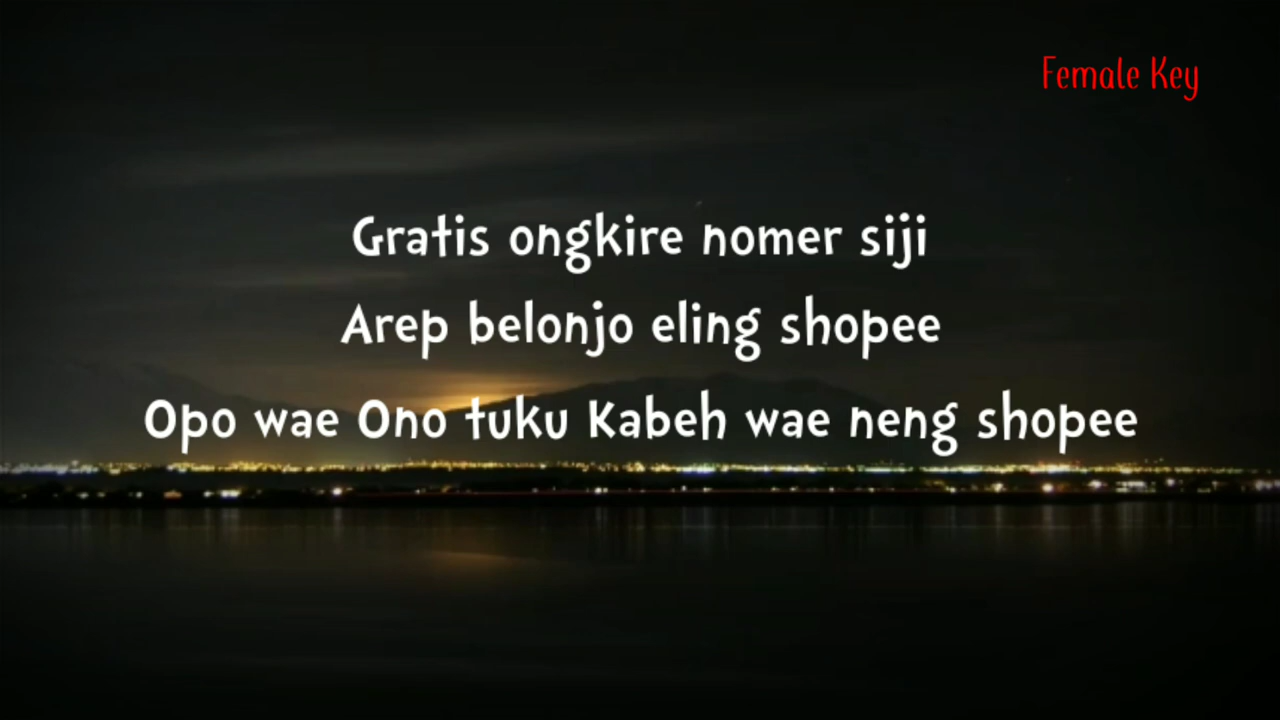 Female Key
Gratis ongkire nomer siji
Arep belonjo eling shopee
Opo wae Ono tuku Kabeh wae neng shopee